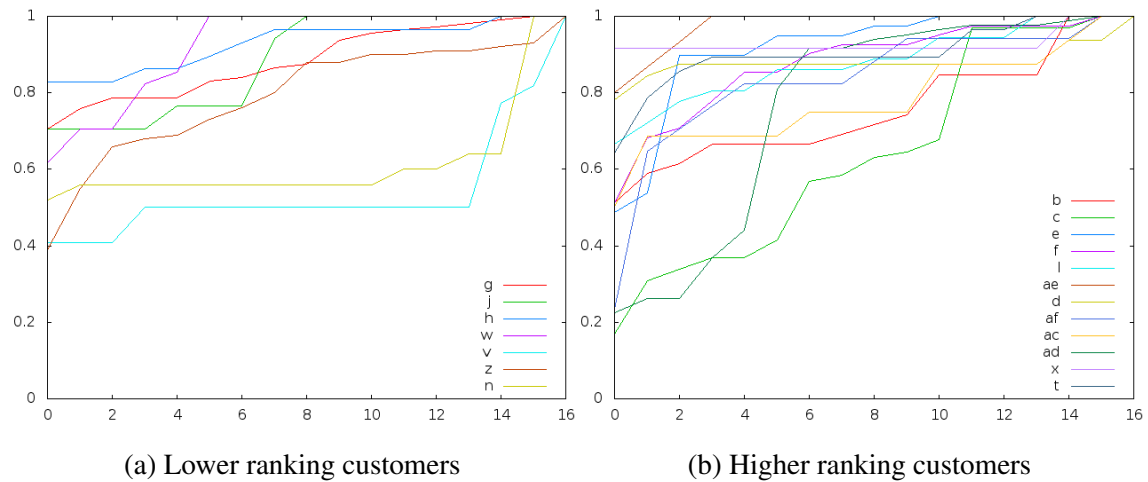 1
0.8
0.6
0.4
0.2
0
0 2 4 6 8 10 12 14 16
g
j
h
w
v
z
n
(a) Lower ranking customers
1
0.8
0.6
0.4
0.2
0
0 2 4 6 8 10 12 14 16
b
c
e
f
l
ae
d
af
ac
ad
x
t
(b) Higher ranking customers